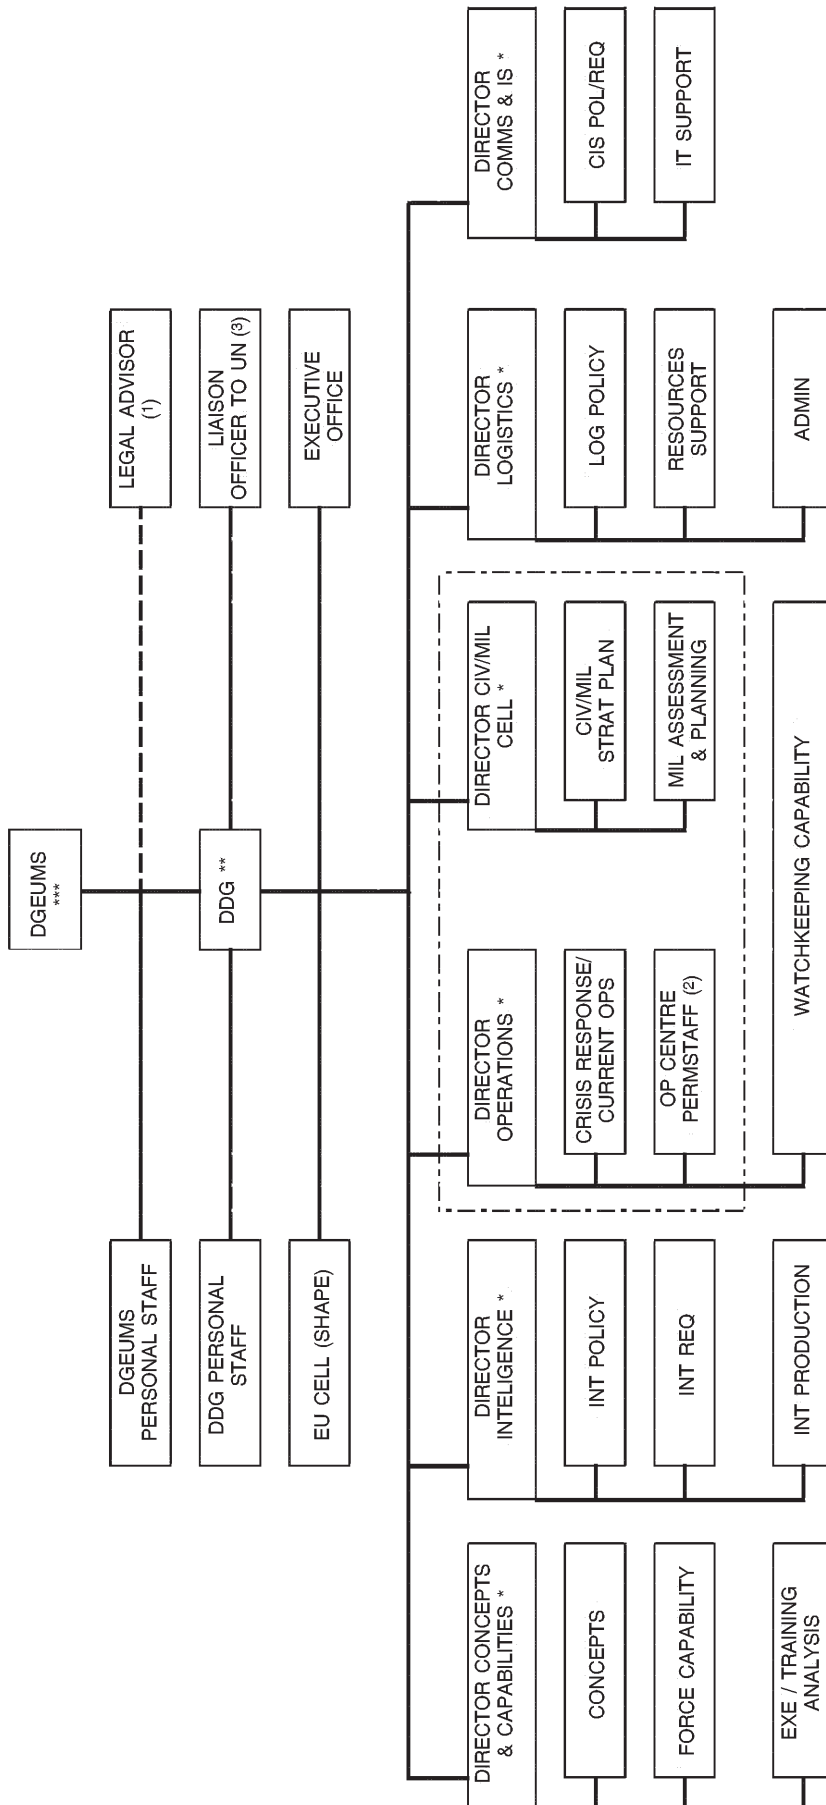 DGEUMS
***
DGEUMS
PERSONAL STAFF
LEGAL ADVISOR
(1)
DDG PERSONAL
STAFF
DDG **
LIAISON
OFFICER TO UN (3)
EU CELL (SHAPE)
EXECUTIVE
OFFICE
DIRECTOR CONCEPTS
& CAPABILITIES *
CONCEPTS
FORCE CAPABILITY
EXE / TRAINING
ANALYSIS
DIRECTOR
INTELIGENCE *
INT POLICY
INT REQ
INT PRODUCTION
DIRECTOR
OPERATIONS *
CRISIS RESPONSE/
CURRENT OPS
OP CENTRE
PERMSTAFF (2)
WATCHKEEPING CAPABILITY
DIRECTOR CIV/MIL
CELL *
CIV/MIL
STRAT PLAN
MIL ASSESSMENT
& PLANNING
DIRECTOR
LOGISTICS *
LOG POLICY
RESOURCES
SUPPORT
ADMIN
DIRECTOR
COMMS & IS *
CIS POL/REQ
IT SUPPORT